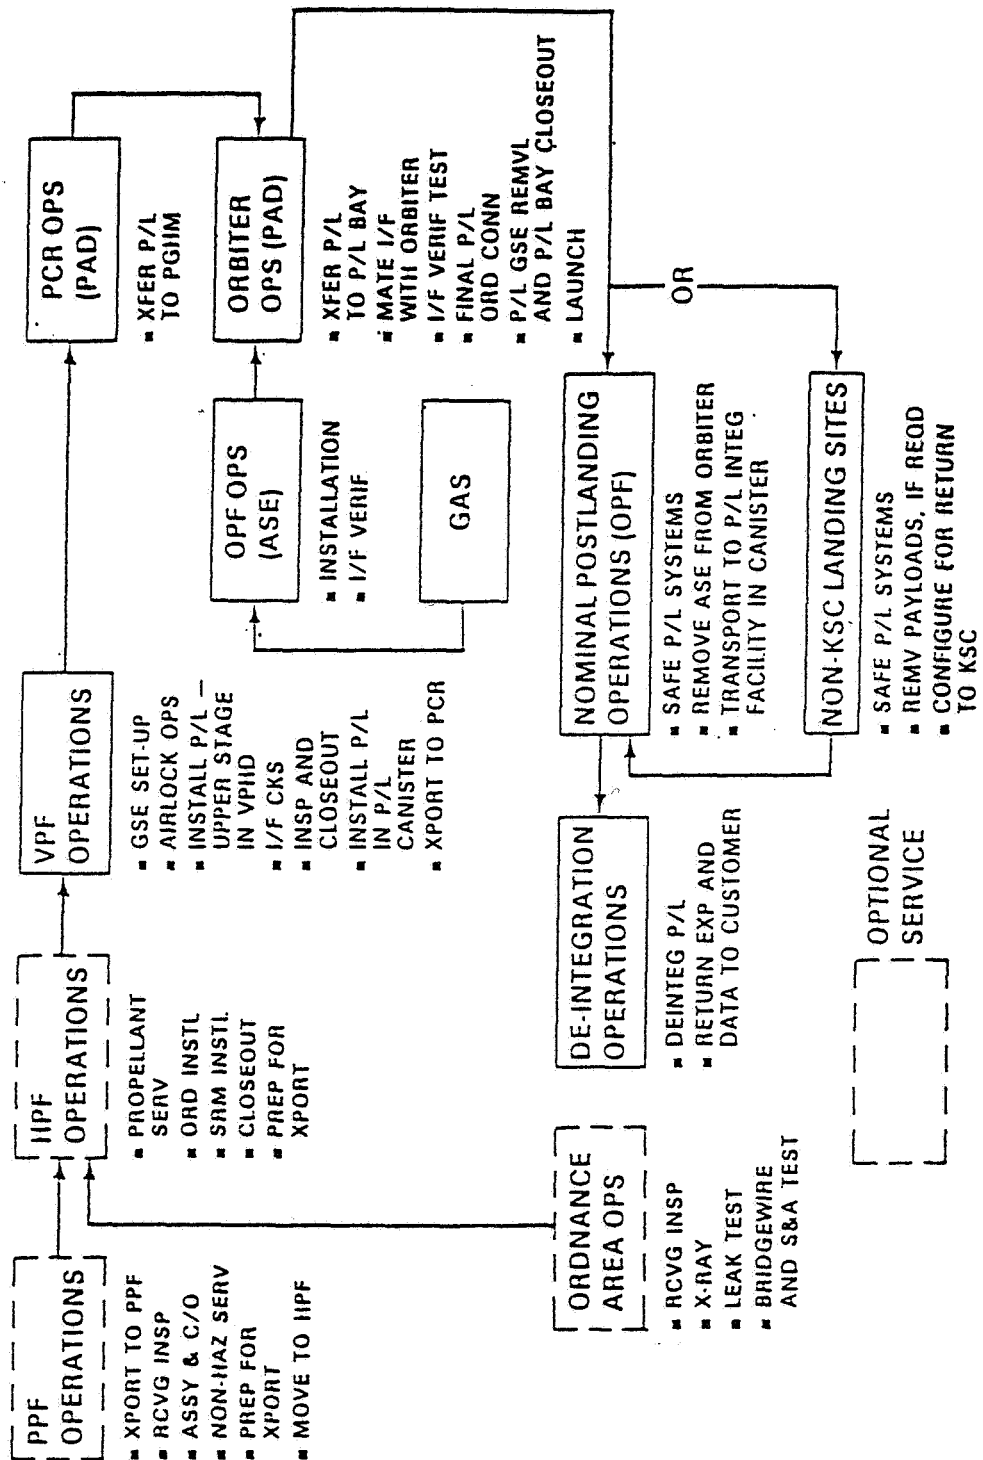 PPF
OPERATIONS
■ XPORT TO PPF
■ RCVG INSP
■ ASSY & C/O
■ NON-HAZ SERV
■ PREP FOR
XPORT
■ MOVE TO HPF
HPF
OPERATIONS
■ PROPELLANT
SERV
■ ORD INSTL
■ SRM INSTL
■ CLOSEOUT
■ PREP FOR
XPORT
VPF
OPERATIONS
■ GSE SET-UP
■ AIRLOCK OPS
■ INSTALL P/L –
UPPER STAGE
IN VPHD
■ I/F CKS
■ INSP AND
CLOSEOUT
■ INSTALL P/L
IN P/L
CANISTER
■ XPORT TO PCR
PCR OPS
(PAD)
■ XFER P/L
TO PGHM
OPF OPS
(ASE)
■ INSTALLATION
■ I/F VERIF
ORBITER
OPS (PAD)
■ XFER P/L
TO P/L BAY
■ MATE I/F
WITH ORBITER
■ I/F VERIF TEST
■ FINAL P/L
ORD CONN
■ P/L GSE REMVL
AND P/L BAY CLOSEOUT
■ LAUNCH
GAS
ORDNANCE
AREA OPS
■ RCVG INSP
■ X-RAY
■ LEAK TEST
■ BRIDGEWIRE
AND S&A TEST
DE-INTEGRATION
OPERATIONS
■ DEINTEG P/L
■ RETURN EXP AND
DATA TO CUSTOMER
NOMINAL POSTLANDING
OPERATIONS (OPF)
■ SAFE P/L SYSTEMS
■ REMOVE ASE FROM ORBITER
■ TRANSPORT TO P/L INTEG
FACILITY IN CANISTER
OR
NON-KSC LANDING SITES
■ SAFE P/L SYSTEMS
■ REMV PAYLOADS, IF REQD
■ CONFIGURE FOR RETURN
TO KSC
OPTIONAL
SERVICE